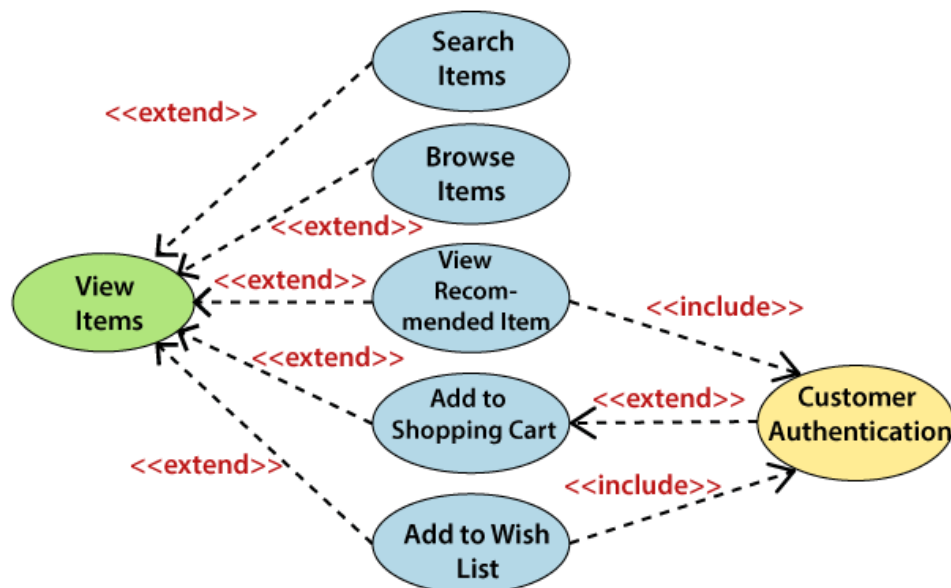 Search
Items
<<extend>>
Browse
Items
<<extend>>
View
Recom-
mended Item
<<extend>>
View
Items
<<include>>
<<extend>>
Add to
Shopping Cart
<<extend>>
Customer
Authentication
<<extend>>
<<include>>
Add to Wish
List